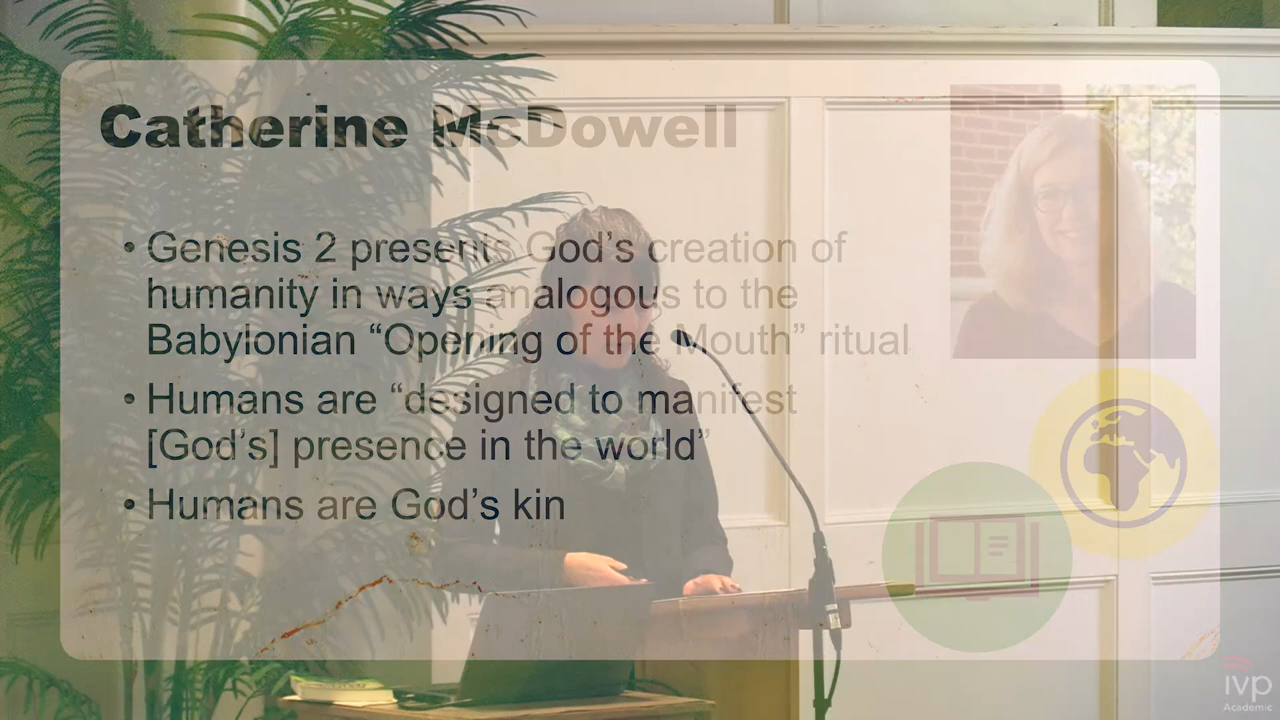 Catherine McDowell
• Genesis 2 presents God’s creation of
humanity in ways analogous to the
Babylonian “Opening of the Mouth” ritual
• Humans are “designed to manifest
[God’s] presence in the world”
• Humans are God’s kin
ivp
Academic